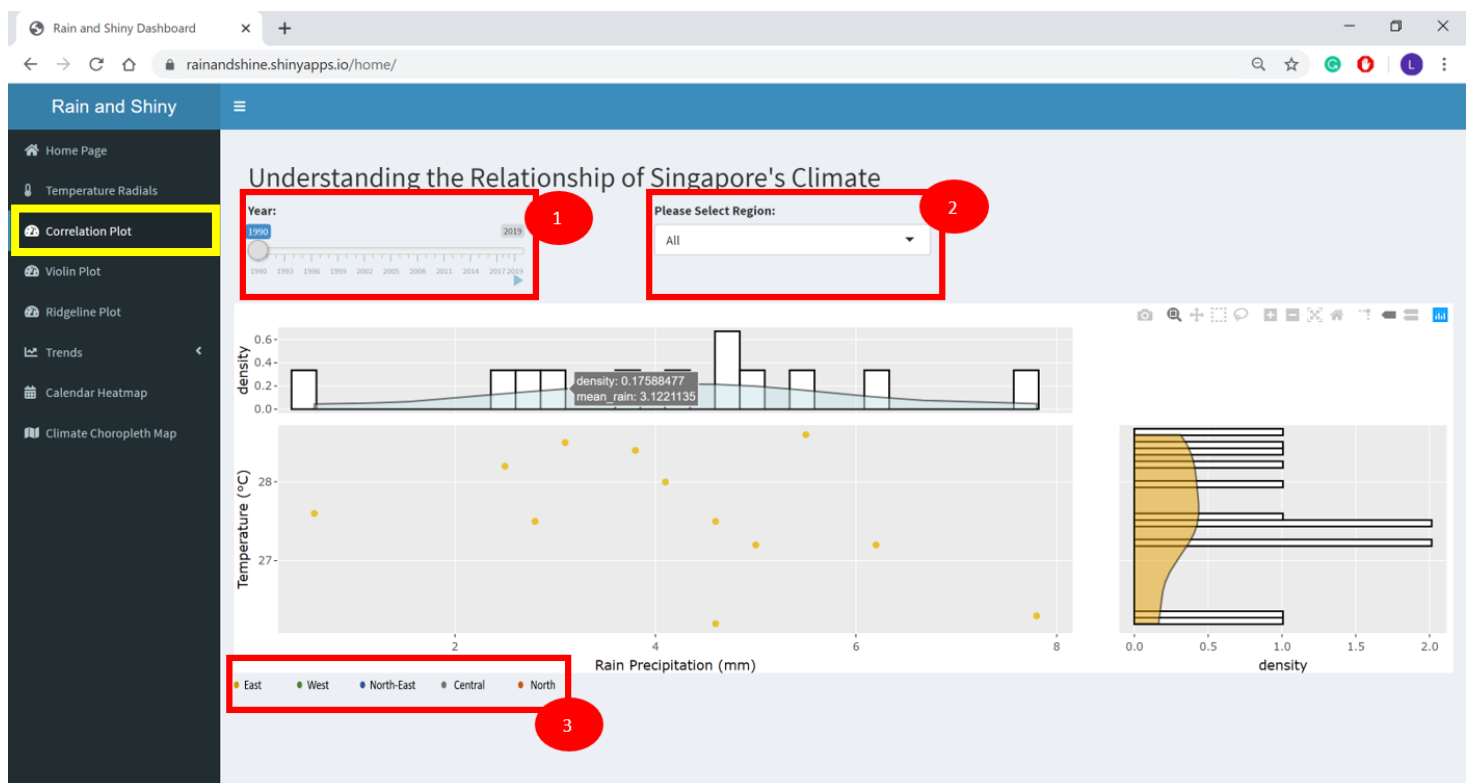 Rain and Shiny Dashboard
rainandshine.shinyapps.io/home/
L
Rain and Shiny
Home Page
Temperature Radials
Correlation Plot
Violin Plot
Ridgeline Plot
Trends
Calendar Heatmap
Climate Choropleth Map
Understanding the Relationship of Singapore's Climate
Year:
1990 2019
1990 1993 1996 1999 2002 2005 2008 2011 2014 2017 2019
1
Please Select Region:
All
2
density
0.6
0.4
0.2
0.0
density: 0.17588477
mean_rain: 3.1221135
Temperature (°C)
28
27
2 4 6 8
Rain Precipitation (mm)
0.0 0.5 1.0 1.5 2.0
density
East West North-East Central North
3